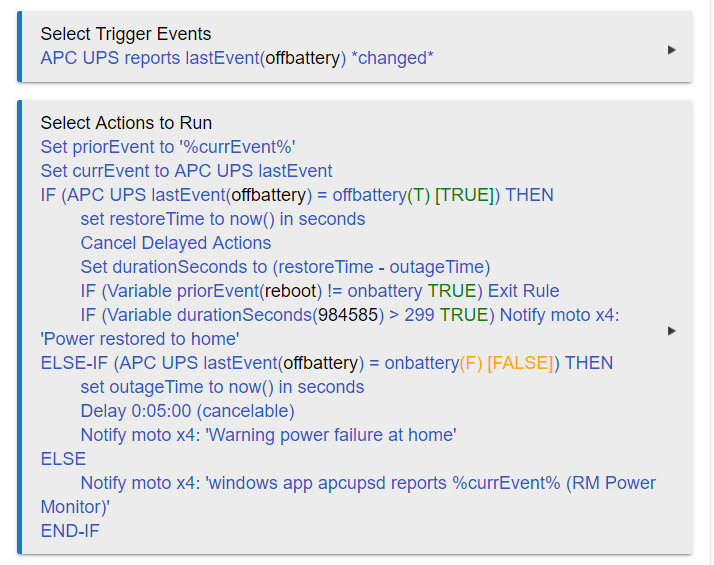 Select Trigger Events
APC UPS reports lastEvent(offbattery) *changed*
Select Actions to Run
Set priorEvent to '%currEvent%'
Set currEvent to APC UPS lastEvent
IF (APC UPS lastEvent(offbattery) = offbattery(T) [TRUE]) THEN
set restoreTime to now() in seconds
Cancel Delayed Actions
Set durationSeconds to (restoreTime - outageTime)
IF (Variable priorEvent(reboot) != onbattery TRUE) Exit Rule
IF (Variable durationSeconds(984585) > 299 TRUE) Notify moto x4:
'Power restored to home'
ELSE-IF (APC UPS lastEvent(offbattery) = onbattery(F) [FALSE]) THEN
set outageTime to now() in seconds
Delay 0:05:00 (cancelable)
Notify moto x4: 'Warning power failure at home'
ELSE
Notify moto x4: 'windows app apcupsd reports %currEvent% (RM Power
Monitor)'
END-IF